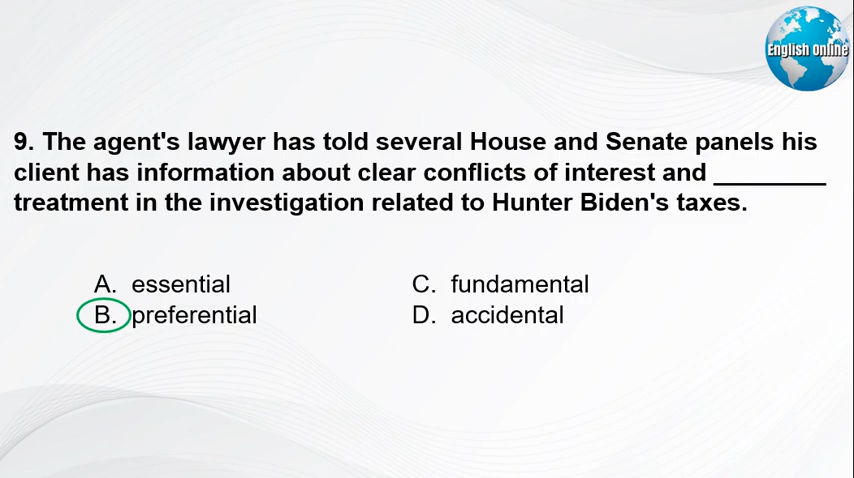 English Online
9. The agent's lawyer has told several House and Senate panels his
client has information about clear conflicts of interest and ________
treatment in the investigation related to Hunter Biden's taxes.
A. essential
C. fundamental
B. preferential
D. accidental